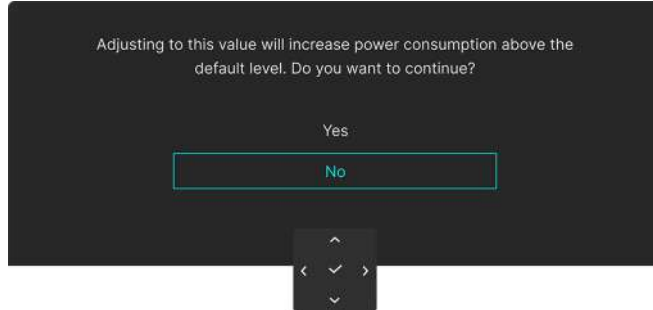 Adjusting to this value will increase power consumption above the
default level. Do you want to continue?
Yes
No